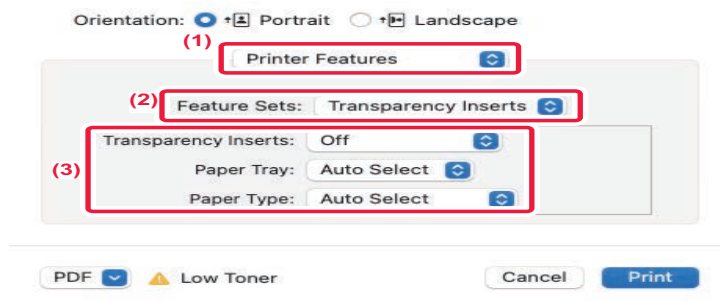 Orientation: Portrait Landscape
(1)
Printer Features
(2)
Feature Sets: Transparency Inserts
Transparency Inserts: Off
(3)
Paper Tray: Auto Select
Paper Type: Auto Select
PDF Low Toner Cancel Print